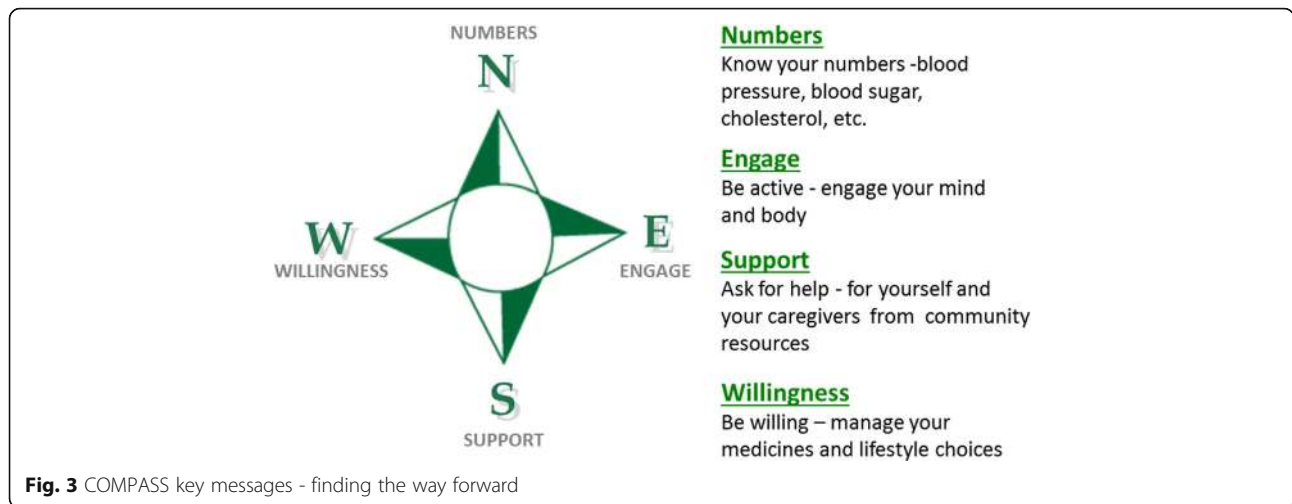 NUMBERS
N
W
WILLINGNESS
E
ENGAGE
S
SUPPORT
Numbers
Know your numbers -blood
pressure, blood sugar,
cholesterol, etc.
Engage
Be active - engage your mind
and body
Support
Ask for help - for yourself and
your caregivers from community
resources
Willingness
Be willing – manage your
medicines and lifestyle choices
Fig. 3 COMPASS key messages - finding the way forward